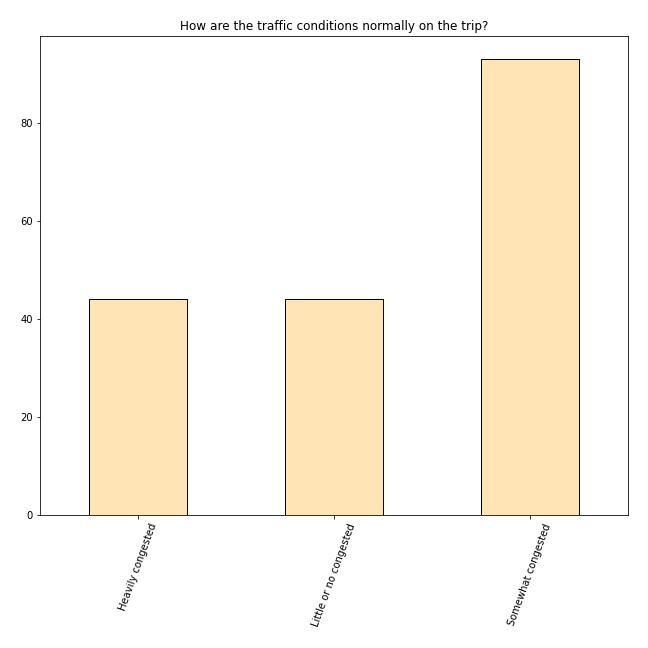 How are the traffic conditions normally on the trip?
80
60
40
20
0
Heavily congested
Little or no congested
Somewhat congested